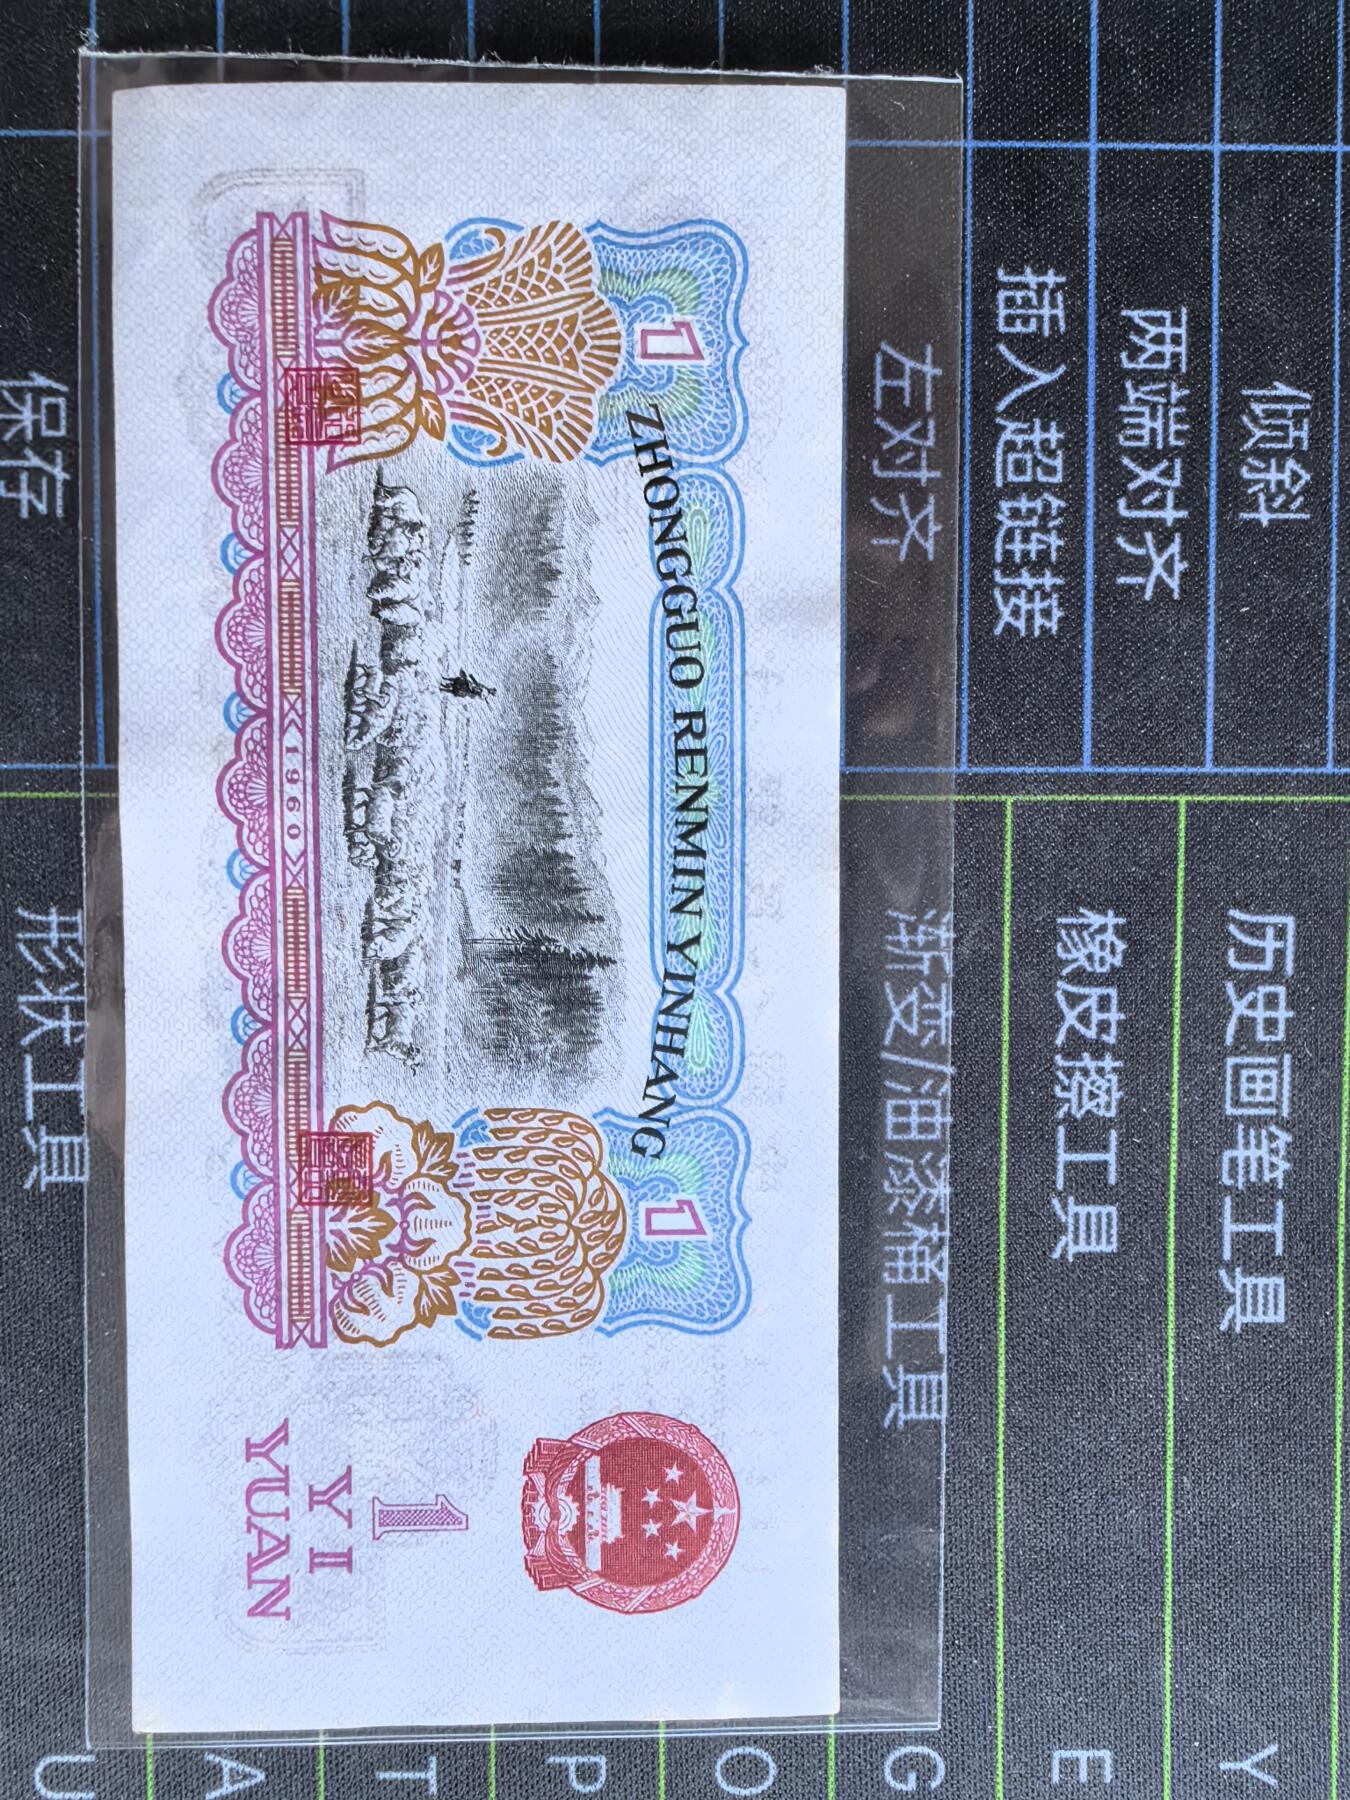 ZHONGGUO RENMIN YINHANG
1
1
1960
1
YI
YUAN
倾斜
两端对齐
插入超链接
左对齐
保存
历史画笔工具
橡皮擦工具
渐变/油漆桶工具
形状工具
Y
E
G
O
P
T
A
U